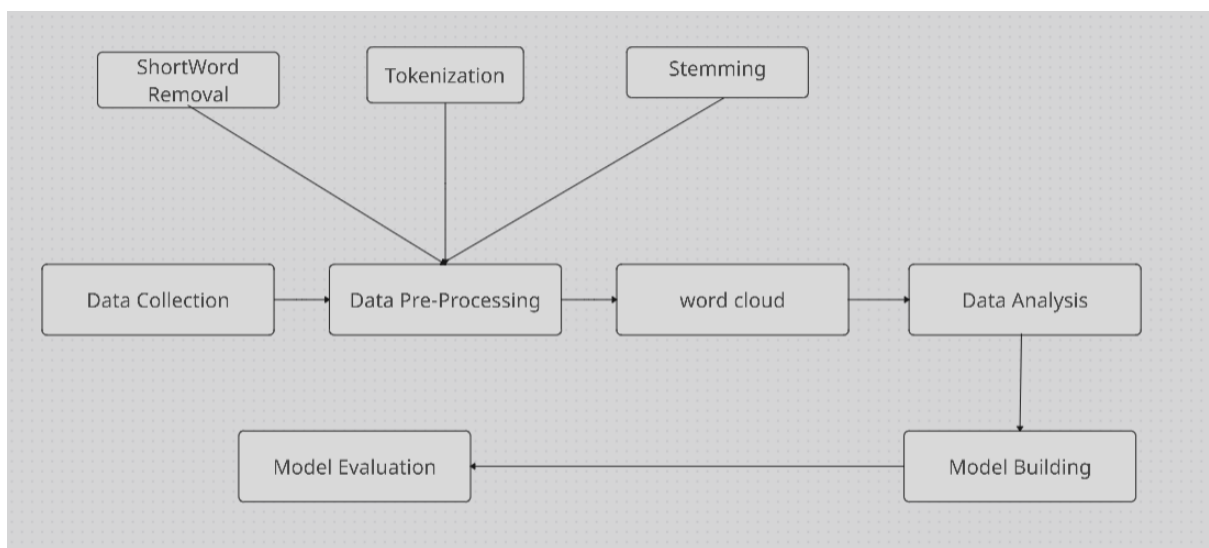 ShortWord
Removal
Tokenization
Stemming
Data Collection
Data Pre-Processing
word cloud
Data Analysis
Model Evaluation
Model Building